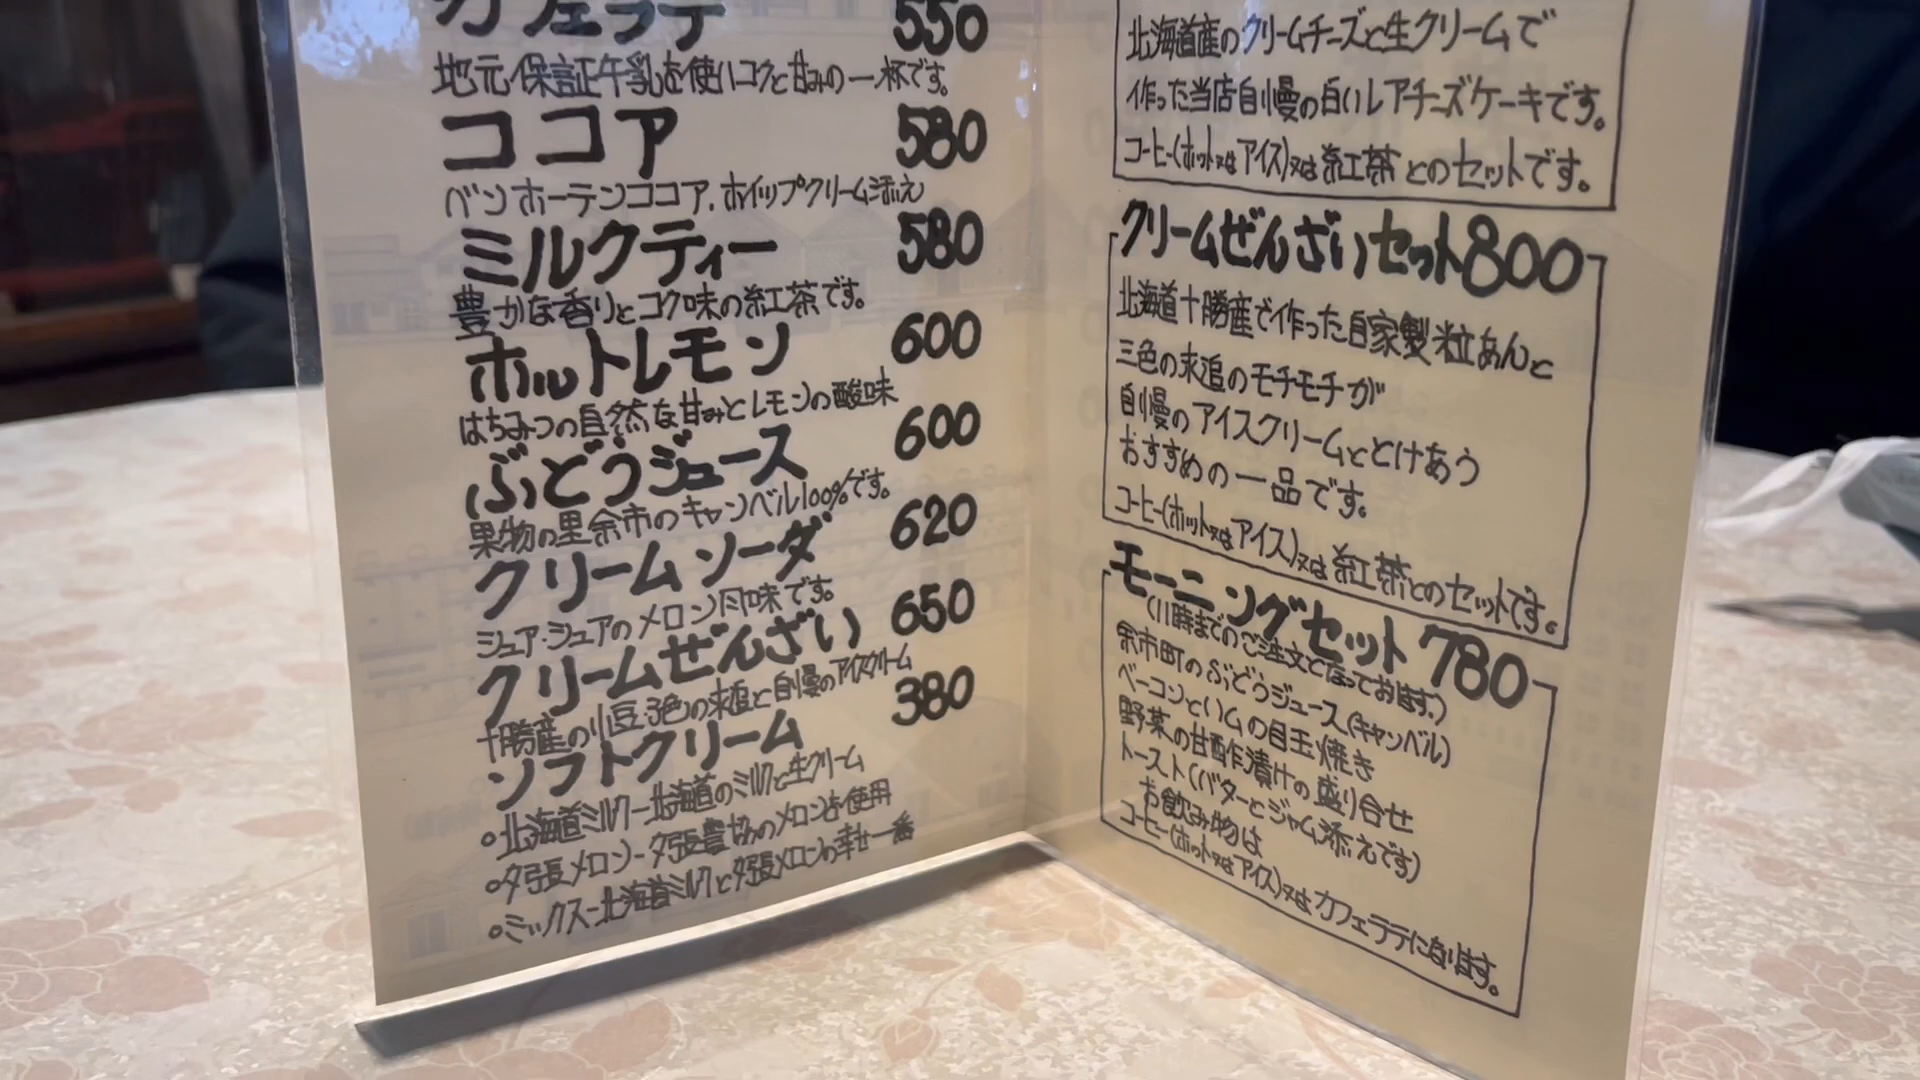 カフェラテ 550
地元・保証牛乳を使いコクと甘みの一杯です。
ココア 580
バンホーテンココア、ホイップクリーム添え
ミルクティー 580
豊かな香りとコク味の紅茶です。
ホットレモン 600
はちみつの自然な甘みとレモンの酸味
ぶどうジュース 600
果物の里余市のキャンベル100%です。
クリームソーダ 620
シュア・シュアのメロン風味です。
クリームぜんざい 650
十勝産の小豆・3色の求追と自慢のアイスクリーム
ソフトクリーム 380
・北海道ミルクー北海道のミルクと生クリーム
・夕張メロンー夕張農協のメロンを使用
・ミックスー北海道ミルクと夕張メロンの幸せ一番
北海道産のクリームチーズと生クリームで
作った当店自慢の白いレアチーズケーキです。
コーヒー(ホット又はアイス)又は紅茶とのセットです。
クリームぜんざいセット800
北海道十勝産で作った自家製粒あんと
三色の求追のモチモチが
自慢のアイスクリームととけあう
おすすめの一品です。
コーヒー(ホット又はアイス)又は紅茶とのセットです。
モーニングセット780
(11時までのご注文となっております。)
余市町のぶどうジュース(キャンベル)
ベーコンとハムの目玉焼き
野菜の甘酢漬けの盛り合せ
トースト(バターとジャム添えです)
お飲み物は
コーヒー(ホット又はアイス)又はカフェラテになります。